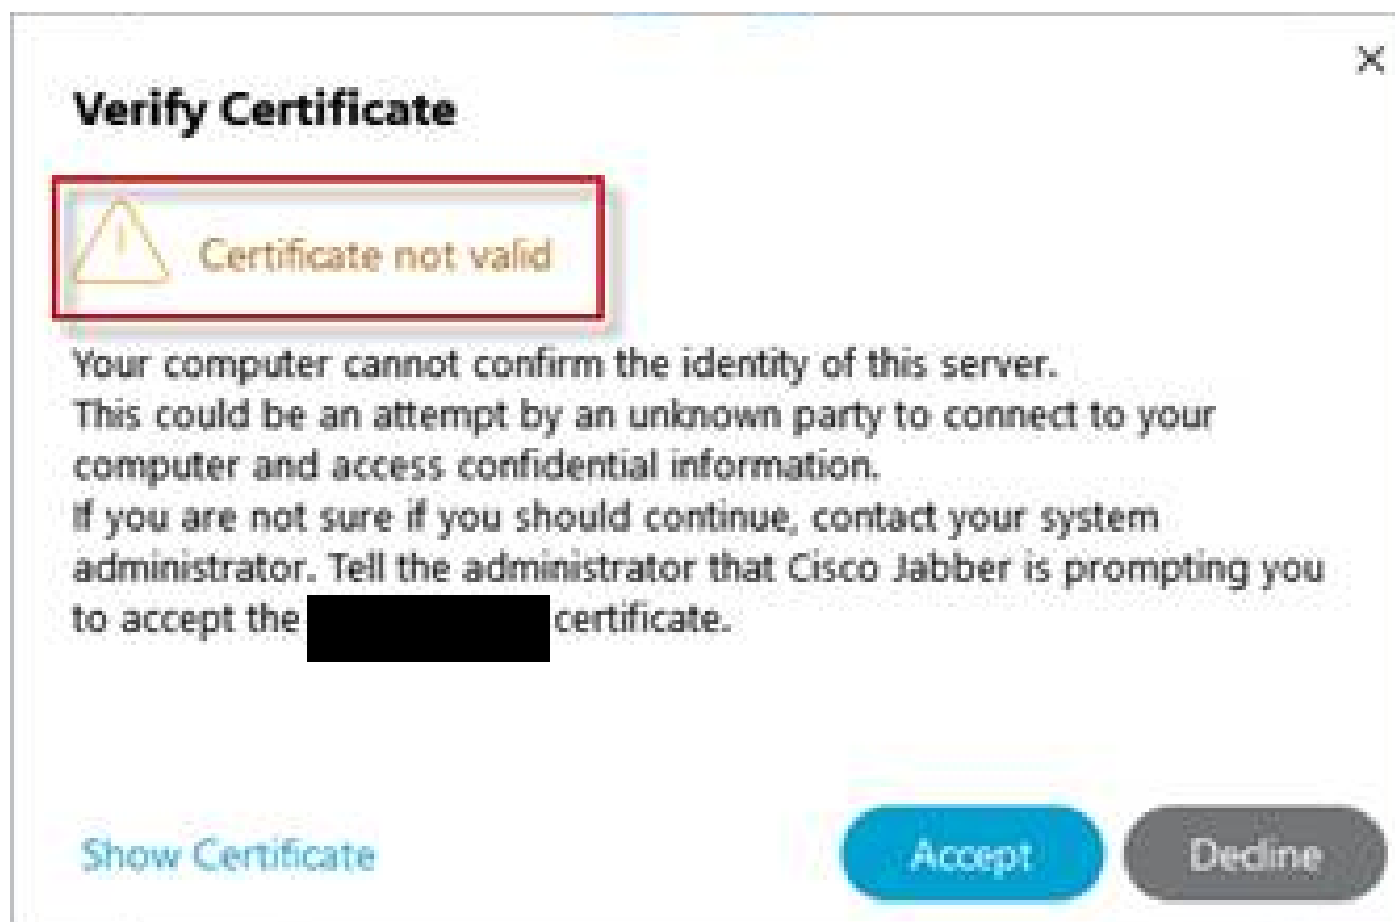 Verify Certificate
Certificate not valid
Your computer cannot confirm the identity of this server.
This could be an attempt by an unknown party to connect to your
computer and access confidential information.
If you are not sure if you should continue, contact your system
administrator. Tell the administrator that Cisco Jabber is prompting you
to accept the certificate.
Show Certificate
Accept
Decline